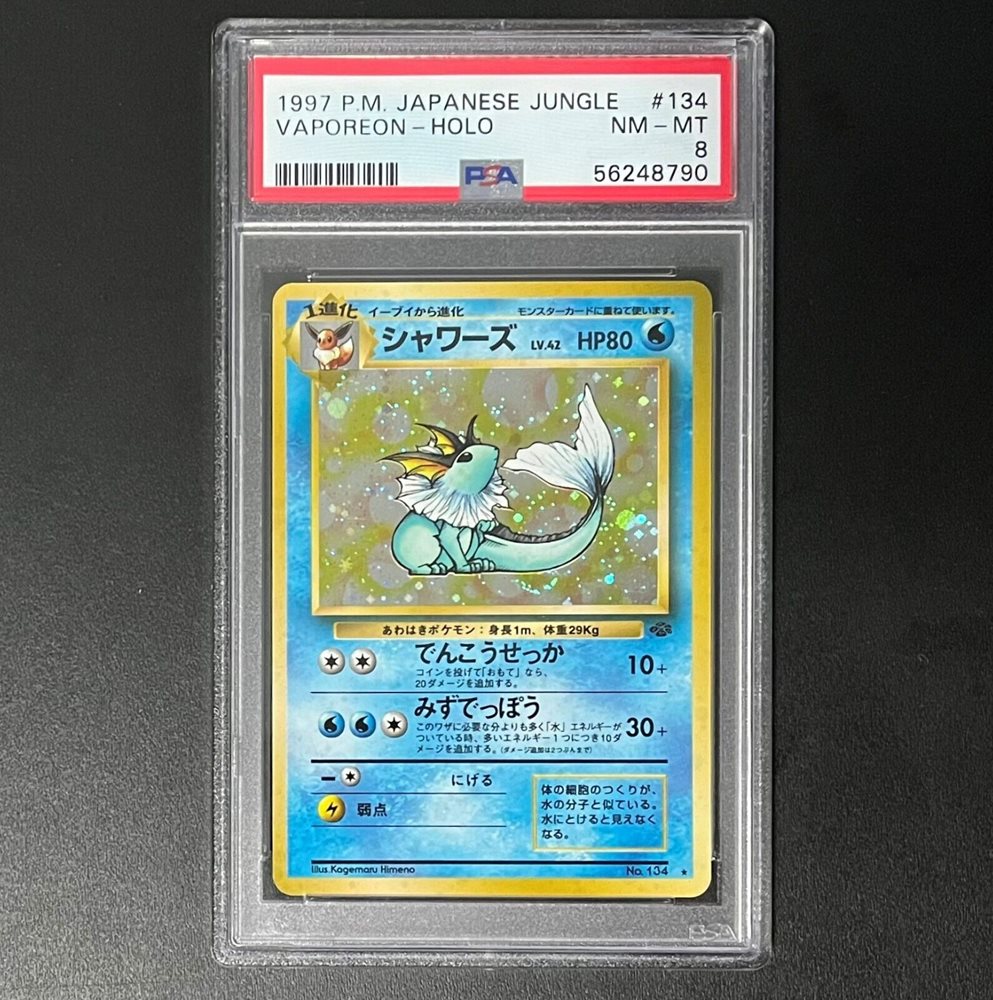 1997 P.M. JAPANESE JUNGLE #134
VAPOREON - HOLO NM - MT
8
PSA 56248790
1進化 イーブイから進化 モンスターカードに重ねて使います。
シャワーズ LV.42 HP80
あわはきポケモン:身長1m、体重29Kg
でんこうせっか 10+
コインを投げて「おもて」なら、
20ダメージを追加する。
みずでっぽう 30+
このワザに必要な分よりも多く「水」エネルギーが
ついている時、多いエネルギー1つにつき10ダ
メージを追加する。(ダメージ追加は2つぶんまで)
にげる
弱点
体の細胞のつくりが、
水の分子と似ている。
水にとけると見えなく
なる。
Illus.Kagemaru Himeno No. 134
PSA